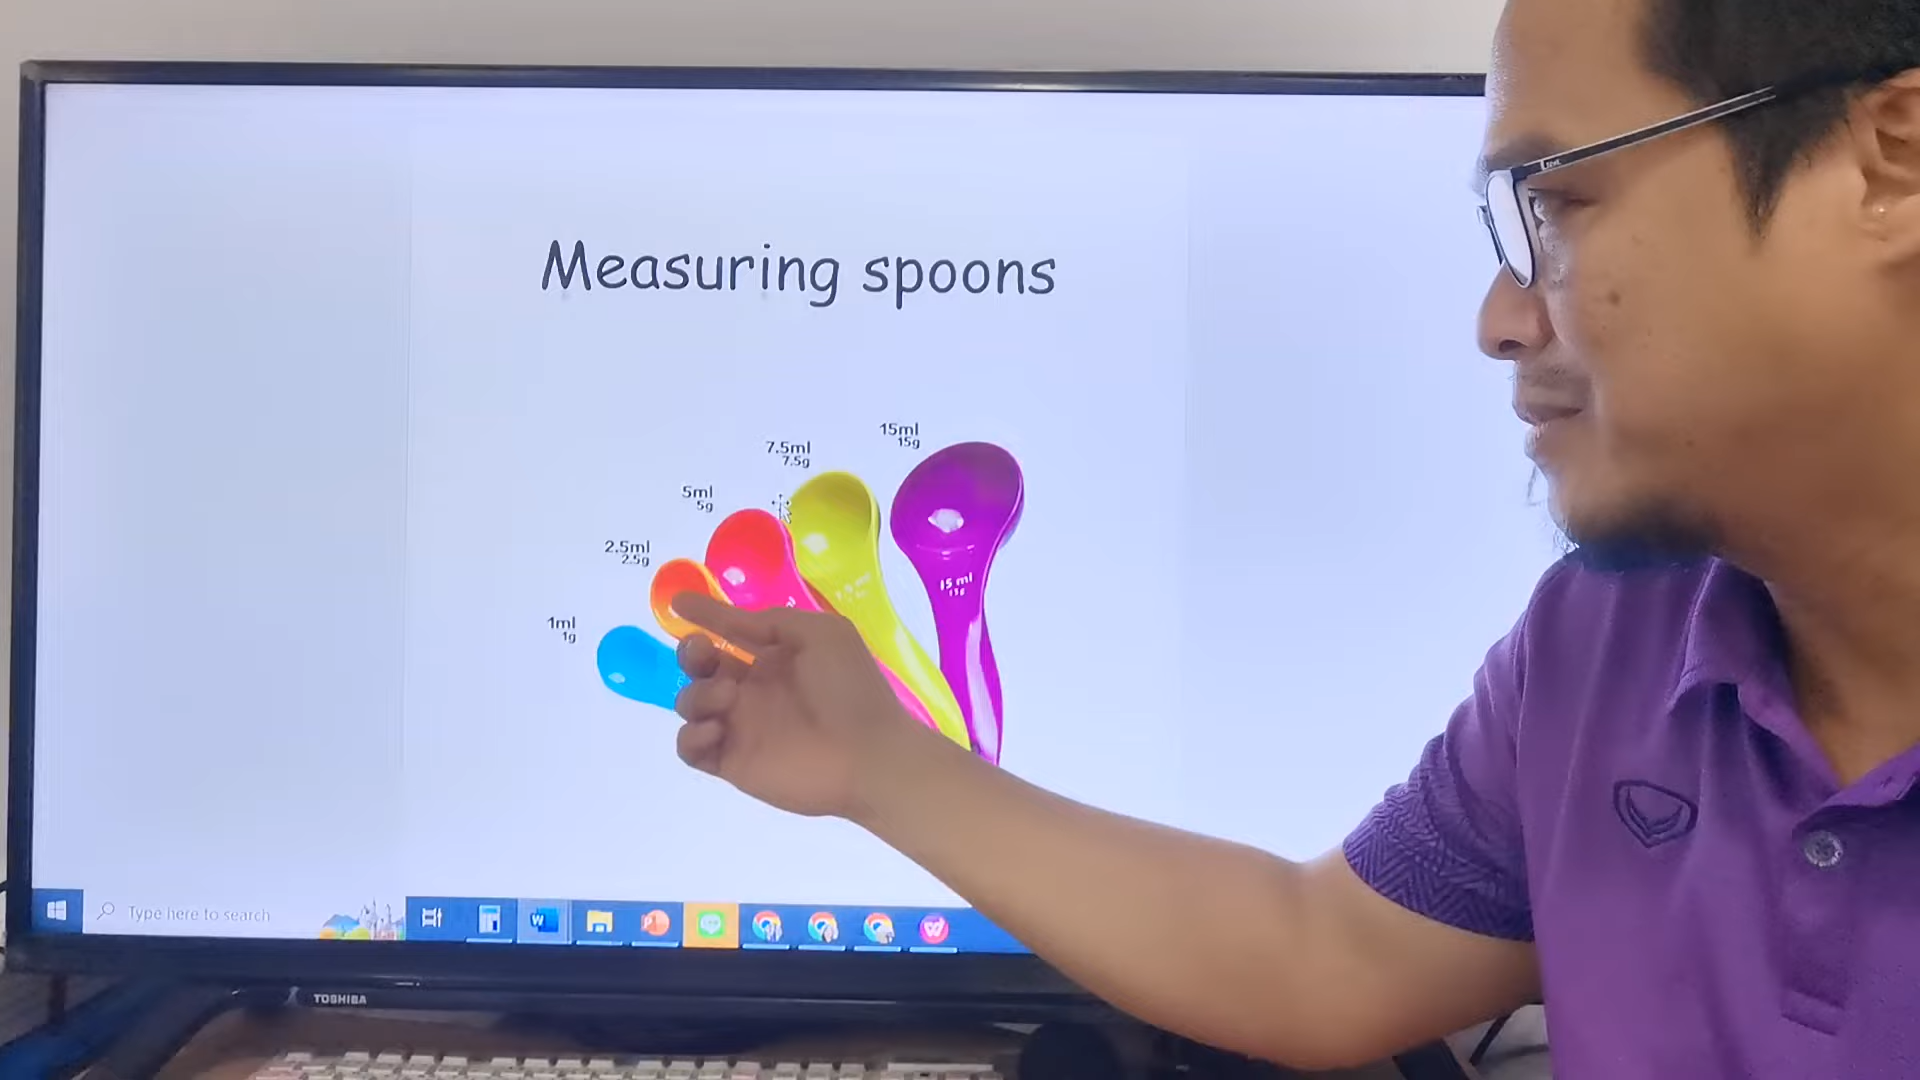 Measuring spoons
15ml
15g
7.5ml
7.5g
5ml
5g
2.5ml
2.5g
1ml
1g
15 ml
15g
Type here to search
TOSHIBA